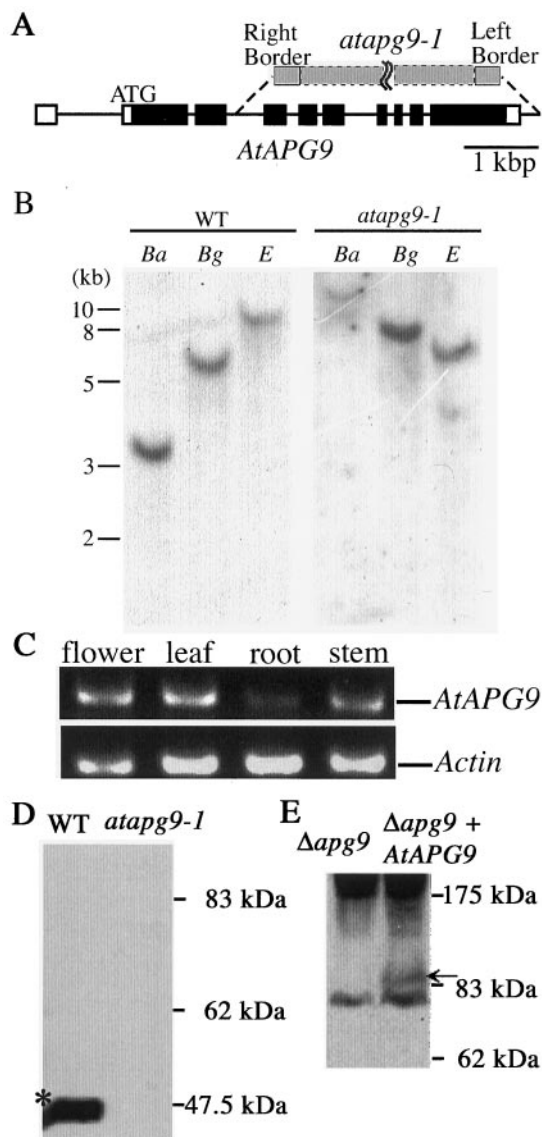 A
Right Border
atapg9-1
Left Border
ATG
AtAPG9
1 kbp
B
WT
atapg9-1
Ba Bg E Ba Bg E
(kb)
10
8
5
3
2
C
flower leaf root stem
AtAPG9
Actin
D
WT atapg9-1
83 kDa
62 kDa
* 47.5 kDa
E
Δapg9
Δapg9 + AtAPG9
175 kDa
83 kDa
62 kDa